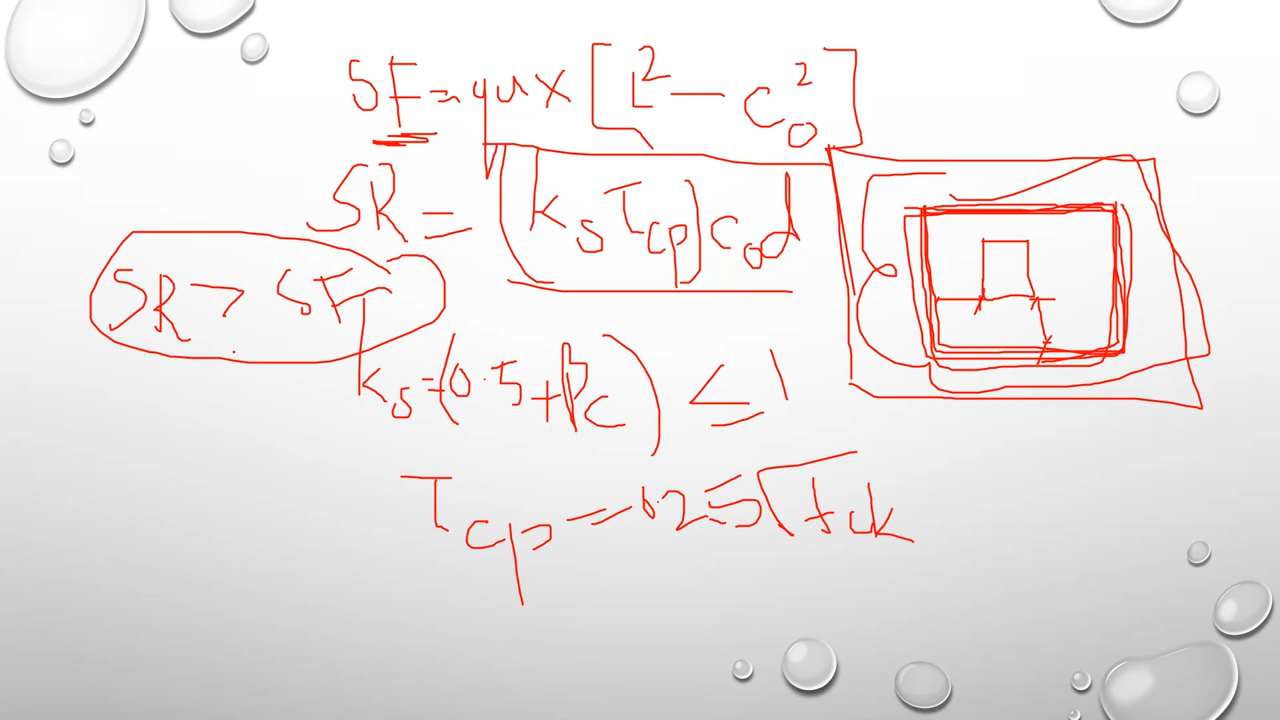 SF = qu x [L² - C₀²]
SR = (ks τcp) c₀d
SR > SF
ks = (0.5 + βc) ≤ 1
τcp = 0.25√fck